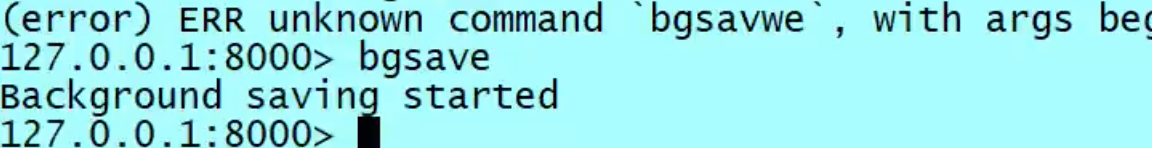 (error) ERR unknown command `bgsavwe`, with args beg
127.0.0.1:8000> bgsave
Background saving started
127.0.0.1:8000>